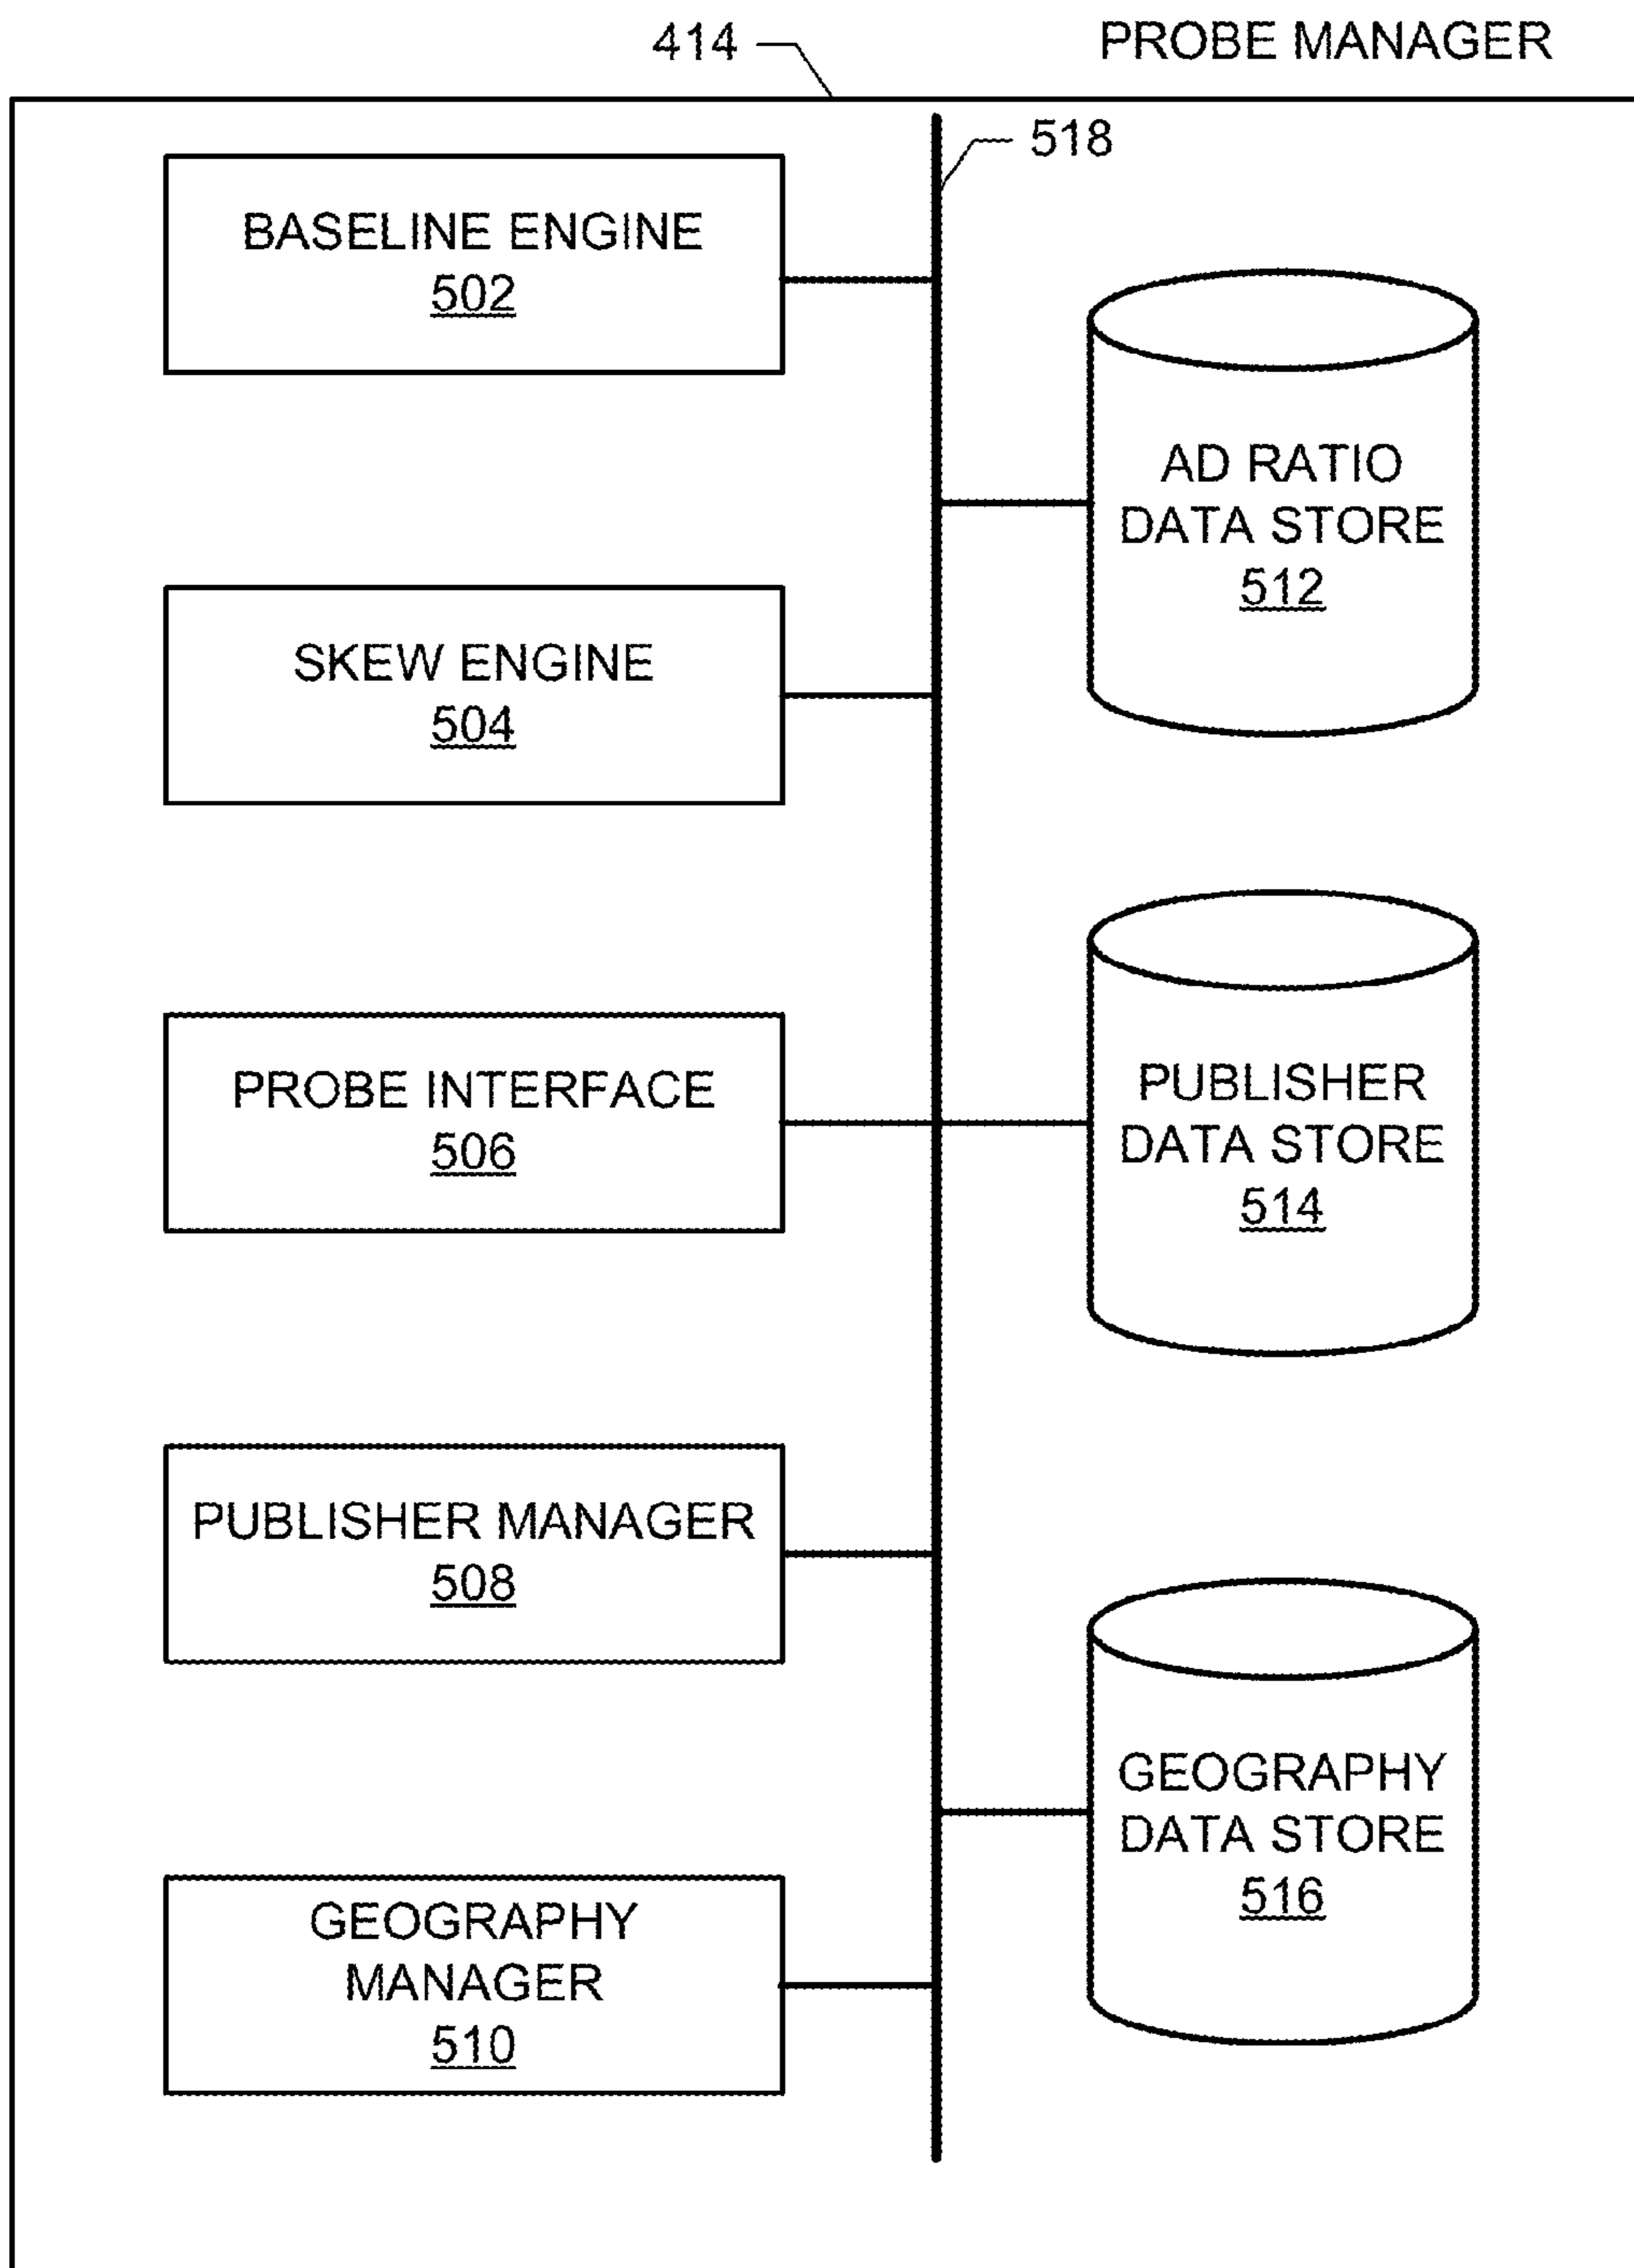 414
PROBE MANAGER
518
BASELINE ENGINE
502
AD RATIO
DATA STORE
512
SKEW ENGINE
504
PROBE INTERFACE
506
PUBLISHER
DATA STORE
514
PUBLISHER MANAGER
508
GEOGRAPHY
DATA STORE
516
GEOGRAPHY
MANAGER
510